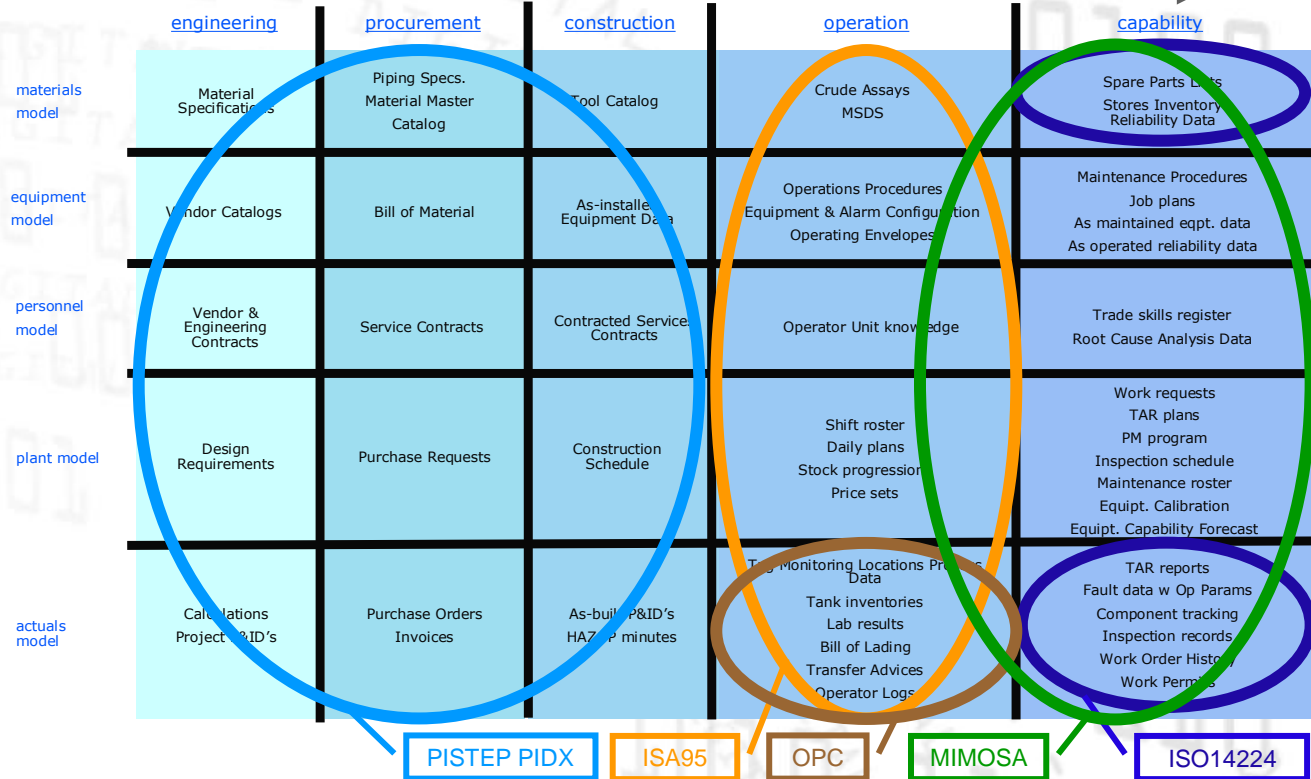 engineering procurement construction operation capability
materials
model
Material
Specifications
Piping Specs.
Material Master
Catalog
Tool Catalog
Crude Assays
MSDS
Spare Parts Lists
Stores Inventory
Reliability Data
equipment
model
Vendor Catalogs
Bill of Material
As-installed
Equipment Data
Operations Procedures
Equipment & Alarm Configuration
Operating Envelopes
Maintenance Procedures
Job plans
As maintained eqpt. data
As operated reliability data
personnel
model
Vendor &
Engineering
Contracts
Service Contracts
Contracted Services
Contracts
Operator Unit knowledge
Trade skills register
Root Cause Analysis Data
plant model
Design
Requirements
Purchase Requests
Construction
Schedule
Shift roster
Daily plans
Stock progression
Price sets
Work requests
TAR plans
PM program
Inspection schedule
Maintenance roster
Equipt. Calibration
Equipt. Capability Forecast
actuals
model
Calculations
Project P&ID's
Purchase Orders
Invoices
As-built P&ID's
HAZOP minutes
Tag Monitoring Locations Process
Data
Tank inventories
Lab results
Bill of Lading
Transfer Advices
Operator Logs
TAR reports
Fault data w Op Params
Component tracking
Inspection records
Work Order History
Work Permits
PISTEP PIDX ISA95 OPC MIMOSA ISO14224